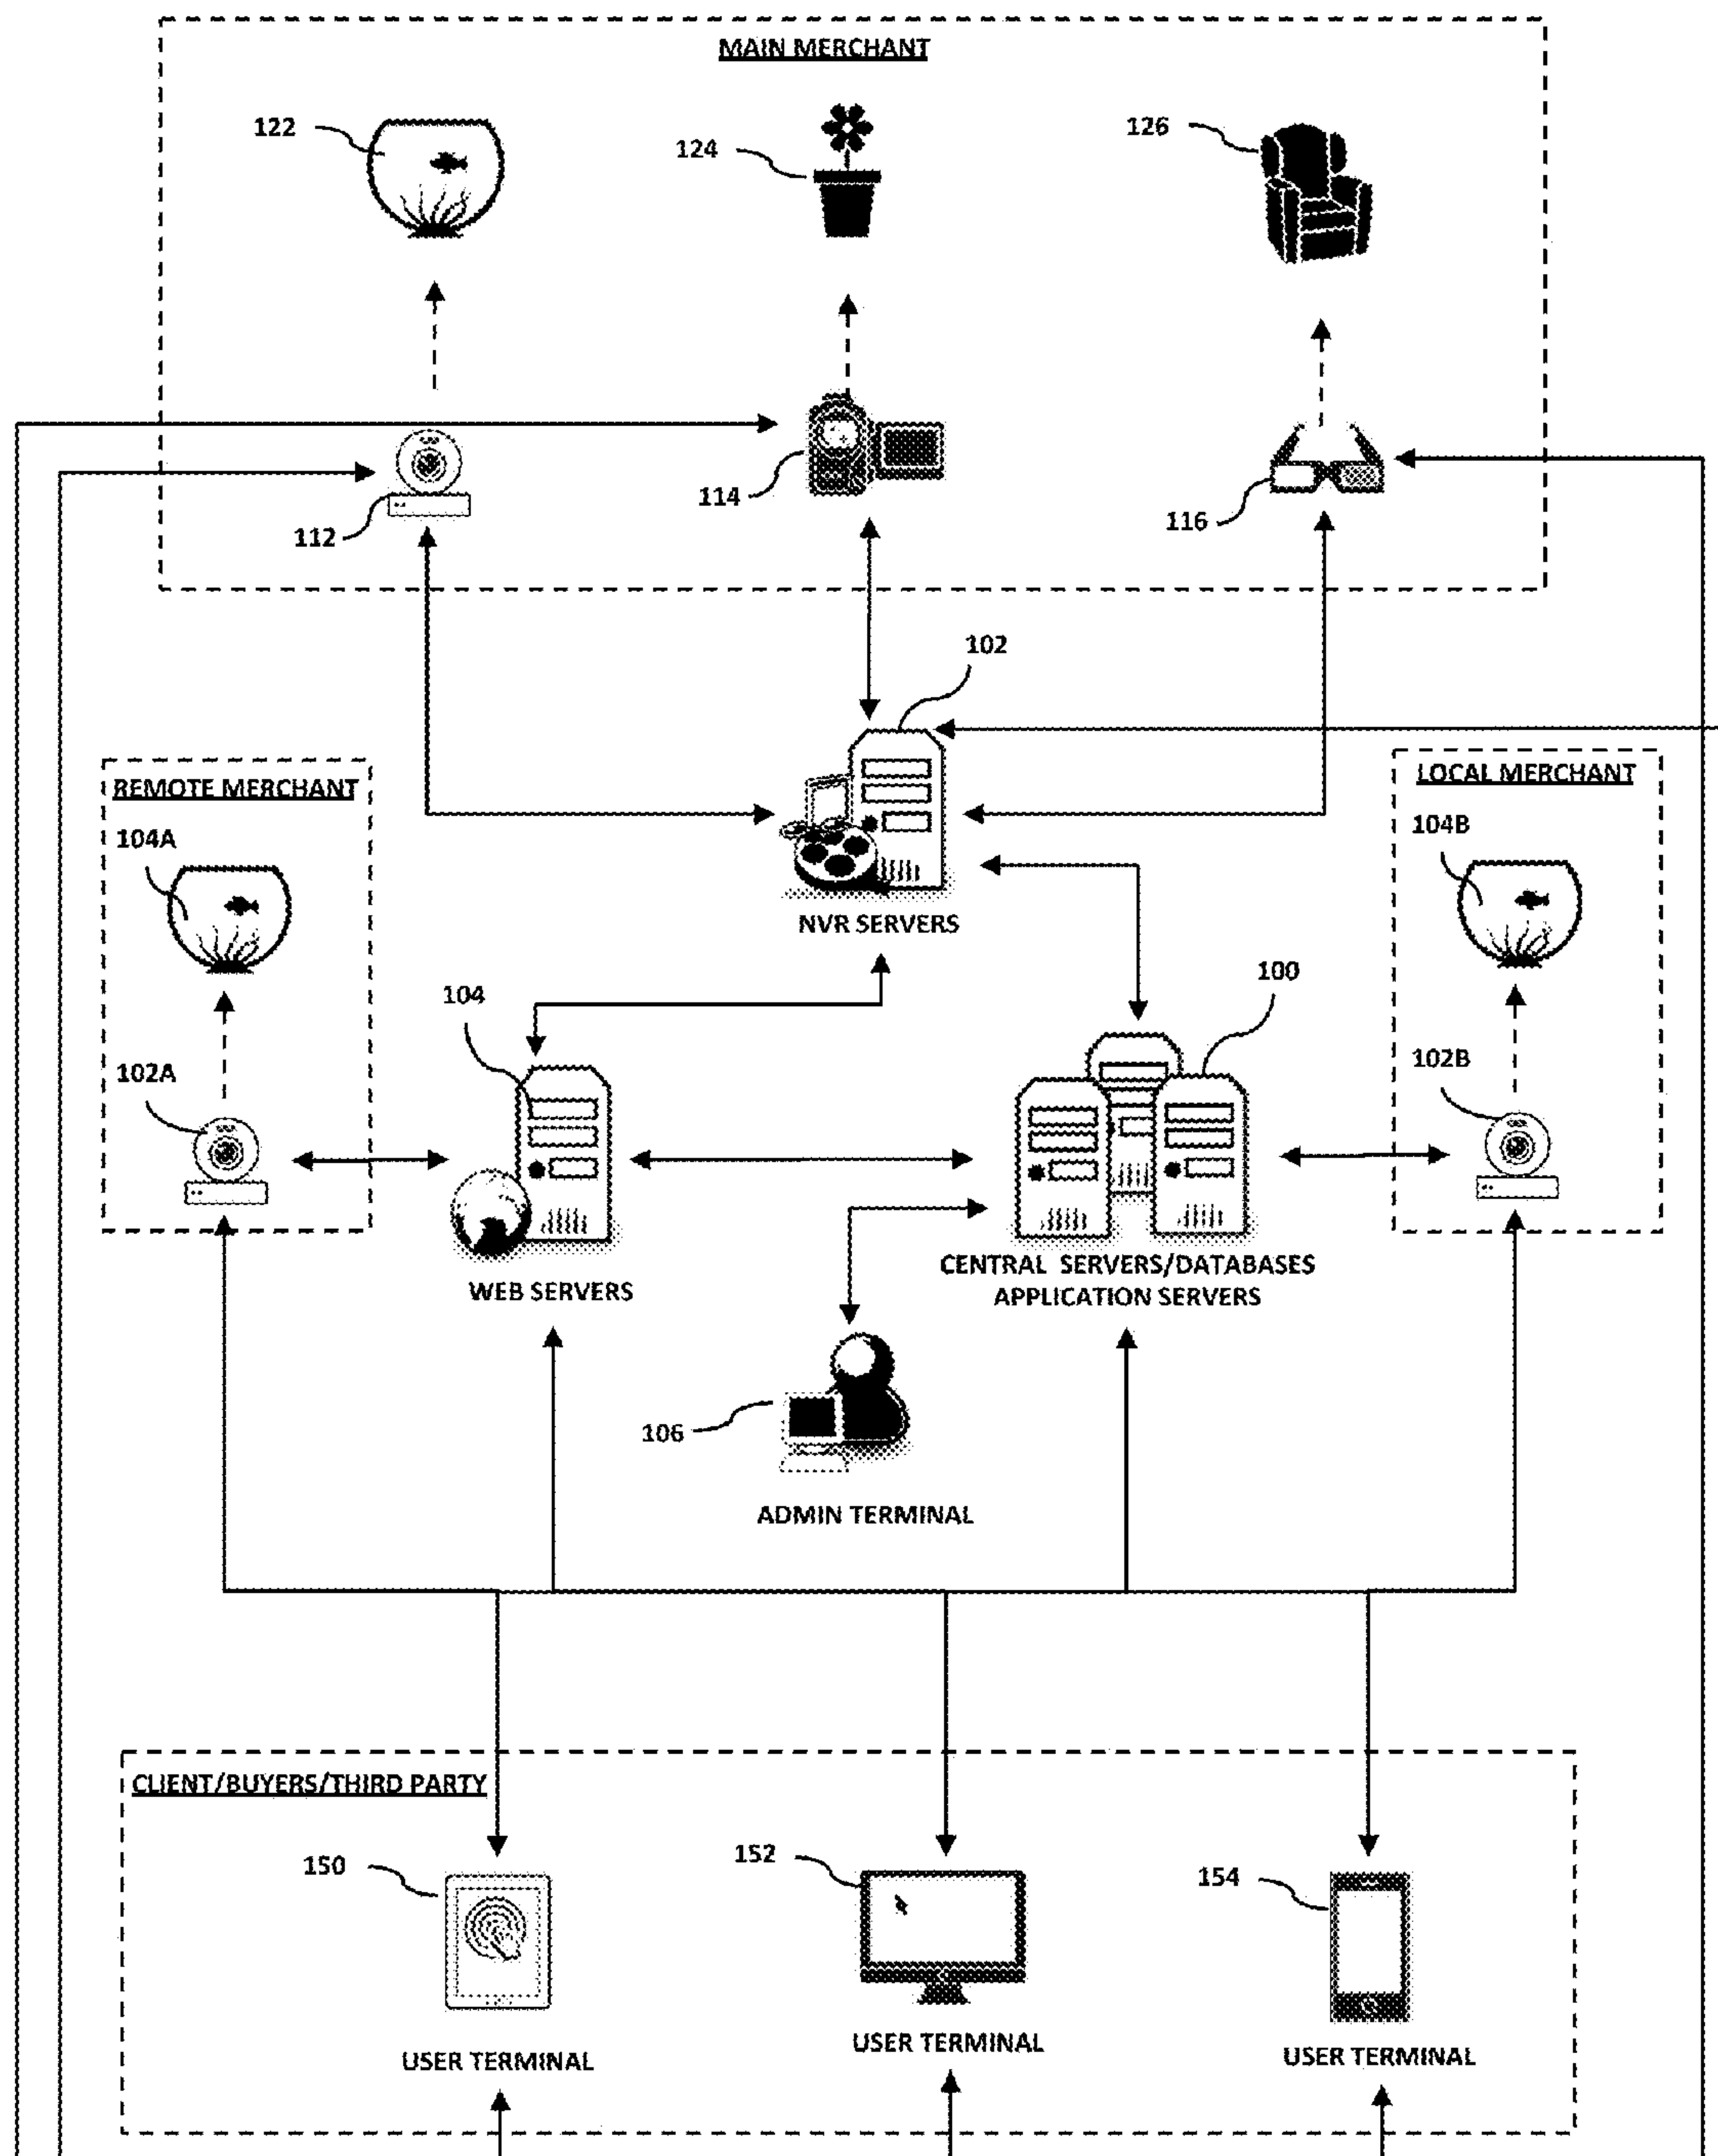 MAIN MERCHANT
122
124
126
112
114
116
102
REMOTE MERCHANT
LOCAL MERCHANT
104A
104B
NVR SERVERS
104
100
102A
102B
WEB SERVERS
CENTRAL SERVERS/DATABASES
APPLICATION SERVERS
106
ADMIN TERMINAL
CLIENT/BUYERS/THIRD PARTY
150
152
154
USER TERMINAL
USER TERMINAL
USER TERMINAL